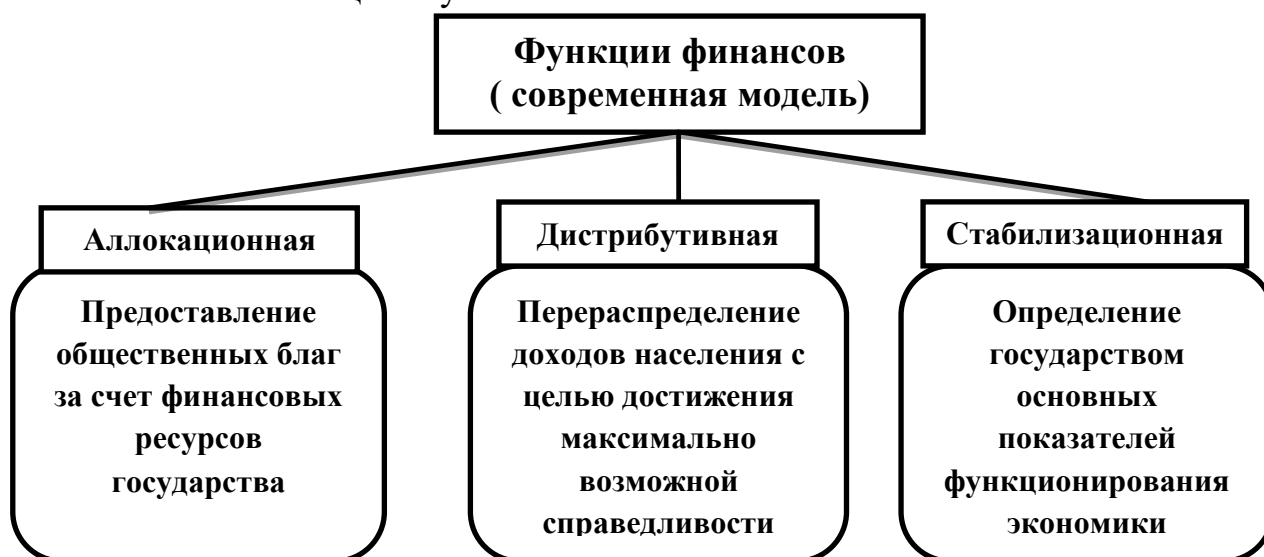 Функции финансов
( современная модель)
Аллокационная
Предоставление
общественных благ
за счет финансовых
ресурсов
государства
Дистрибутивная
Перераспределение
доходов населения с
целью достижения
максимально
возможной
справедливости
Стабилизационная
Определение
государством
основных
показателей
функционирования
экономики